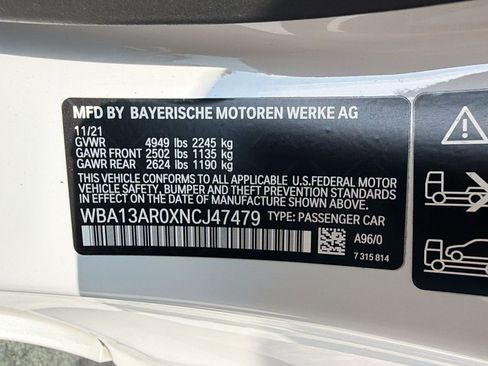 MFD BY BAYERISCHE MOTOREN WERKE AG
11/21
GVWR 4949 lbs 2245 kg
GAWR FRONT 2502 lbs 1135 kg
GAWR REAR 2624 lbs 1190 kg
THIS VEHICLE CONFORMS TO ALL APPLICABLE U.S.FEDERAL MOTOR
VEHICLE SAFETY, BUMPER, AND THEFT PREVENTION STANDARDS
IN EFFECT ON THE DATE OF MANUFACTURE SHOWN ABOVE.
WBA13AR0XNCJ47479 TYPE: PASSENGER CAR
A96/0
7 315 814